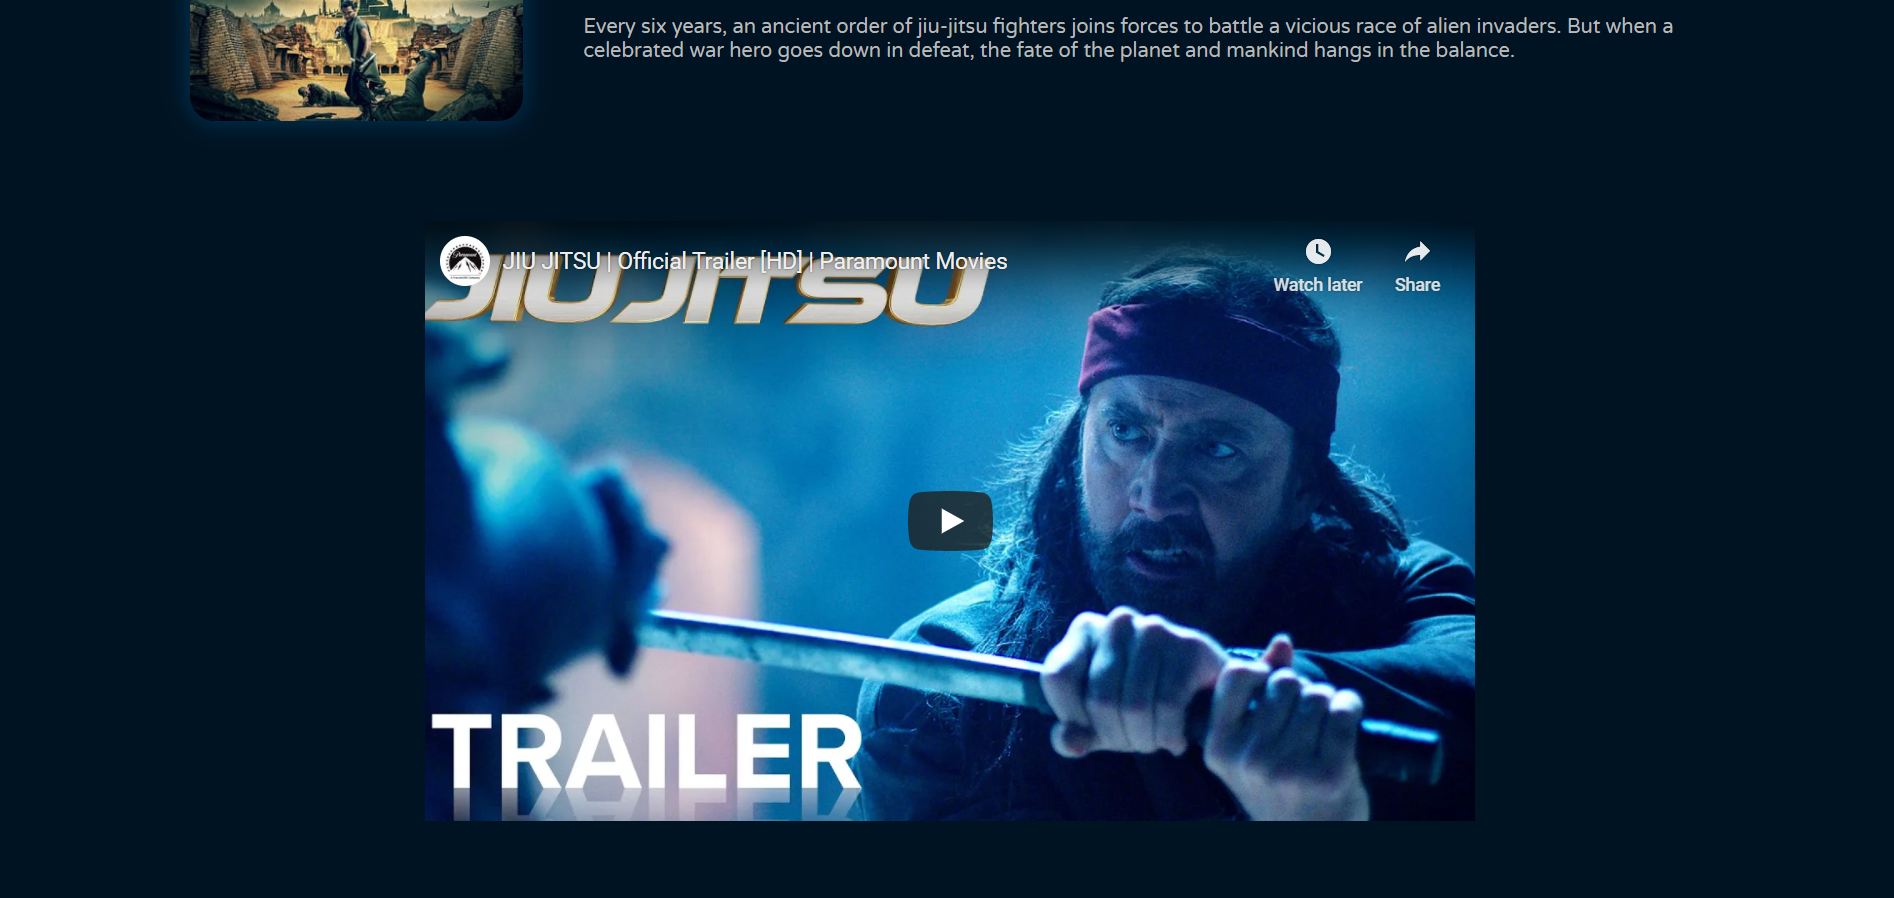 Every six years, an ancient order of jiu-jitsu fighters joins forces to battle a vicious race of alien invaders. But when a
celebrated war hero goes down in defeat, the fate of the planet and mankind hangs in the balance.
JIU JITSU | Official Trailer [HD] | Paramount Movies
Watch later
Share
JIU JITSU
TRAILER